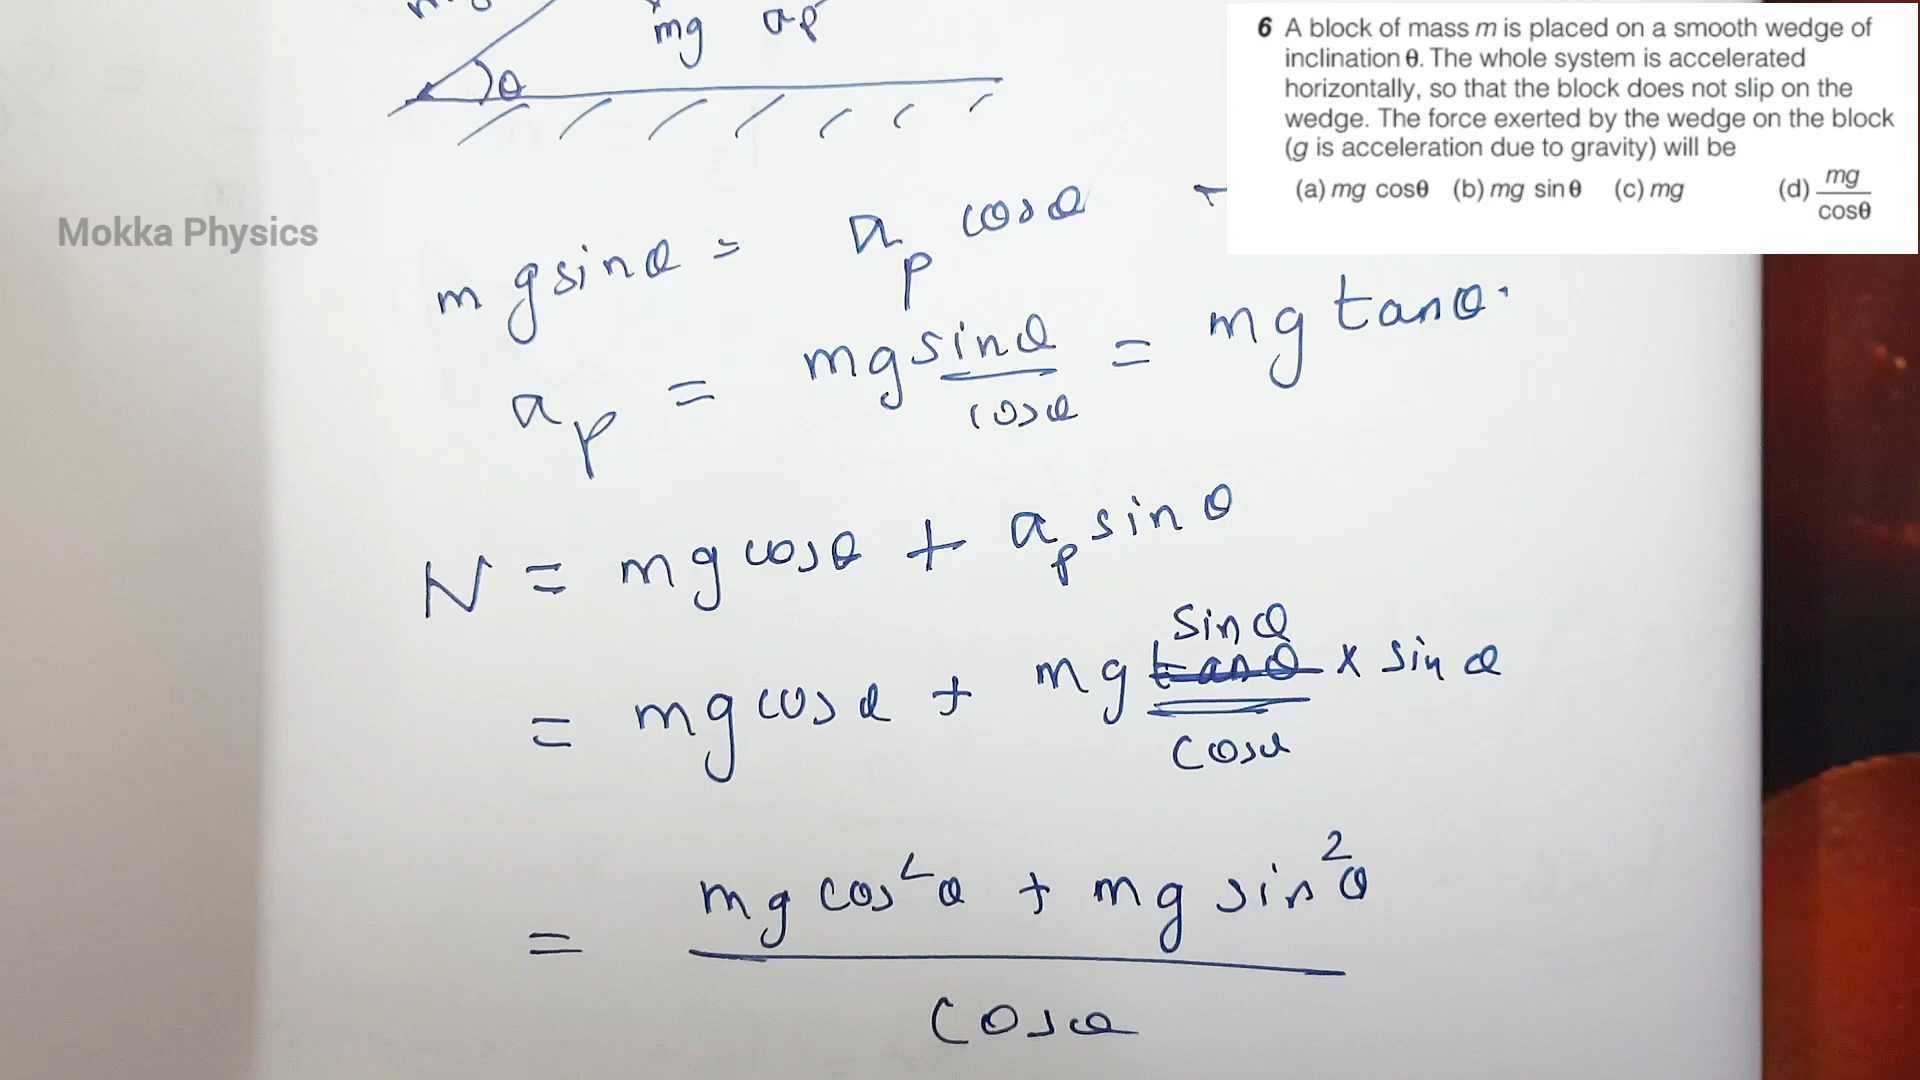 mg ap
θ
6 A block of mass m is placed on a smooth wedge of
inclination θ. The whole system is accelerated
horizontally, so that the block does not slip on the
wedge. The force exerted by the wedge on the block
(g is acceleration due to gravity) will be
(a) mg cosθ (b) mg sinθ (c) mg (d) mg/cosθ
Mokka Physics
mg sinθ = a_p cosθ
a_p = mg sinθ/cosθ = mg tanθ.
N = mg cosθ + a_p sinθ
= mg cosθ + mg sinθ/cosθ × sinθ
= mg cos²θ + mg sin²θ
cosθ